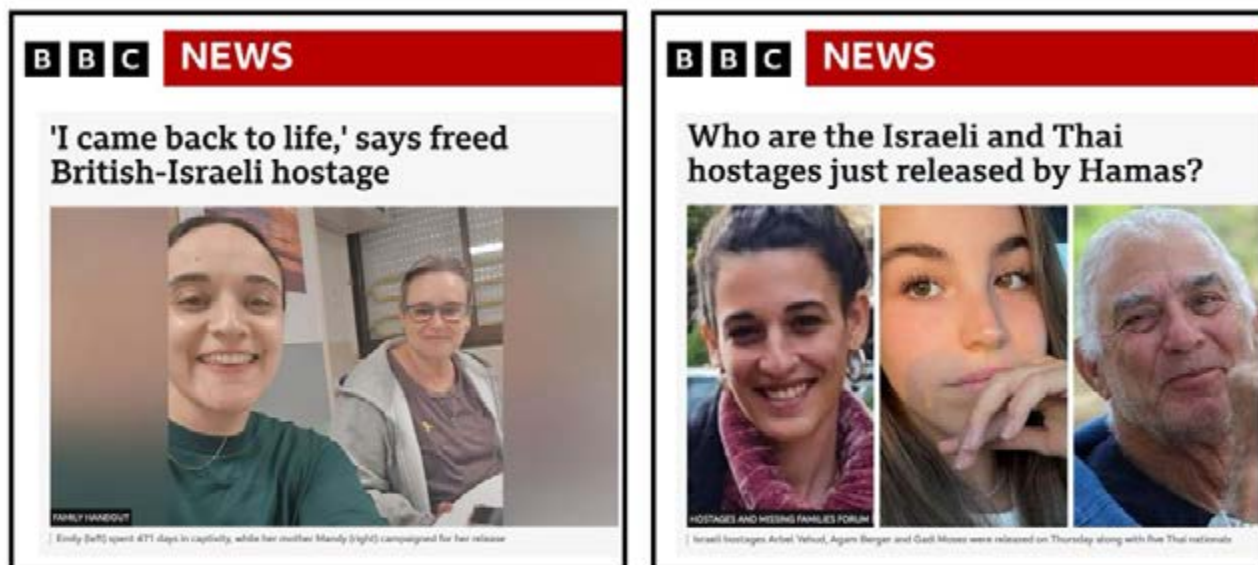 BBC NEWS
'I came back to life,' says freed
British-Israeli hostage
FAMILY HANDOUT
Emily (left) spent 471 days in captivity, while her mother Mandy (right) campaigned for her release
BBC NEWS
Who are the Israeli and Thai
hostages just released by Hamas?
HOSTAGES AND MISSING FAMILIES FORUM
Israeli hostages Arbel Yehud, Agam Berger and Gadi Moses were released on Thursday along with five Thai nationals